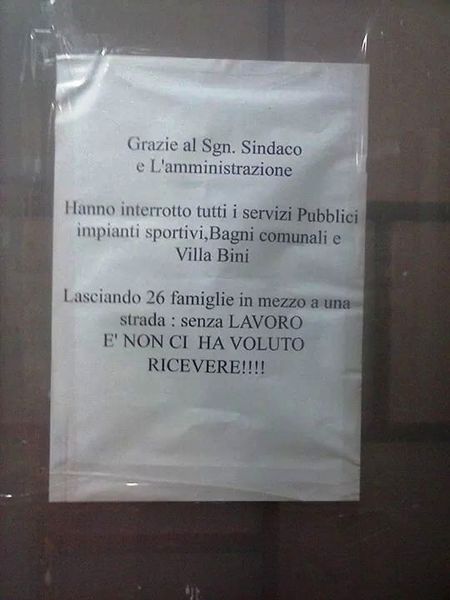 Grazie al Sgn. Sindaco
e L'amministrazione
Hanno interrotto tutti i servizi Pubblici
impianti sportivi,Bagni comunali e
Villa Bini
Lasciando 26 famiglie in mezzo a una
strada : senza LAVORO
E' NON CI HA VOLUTO
RICEVERE!!!!